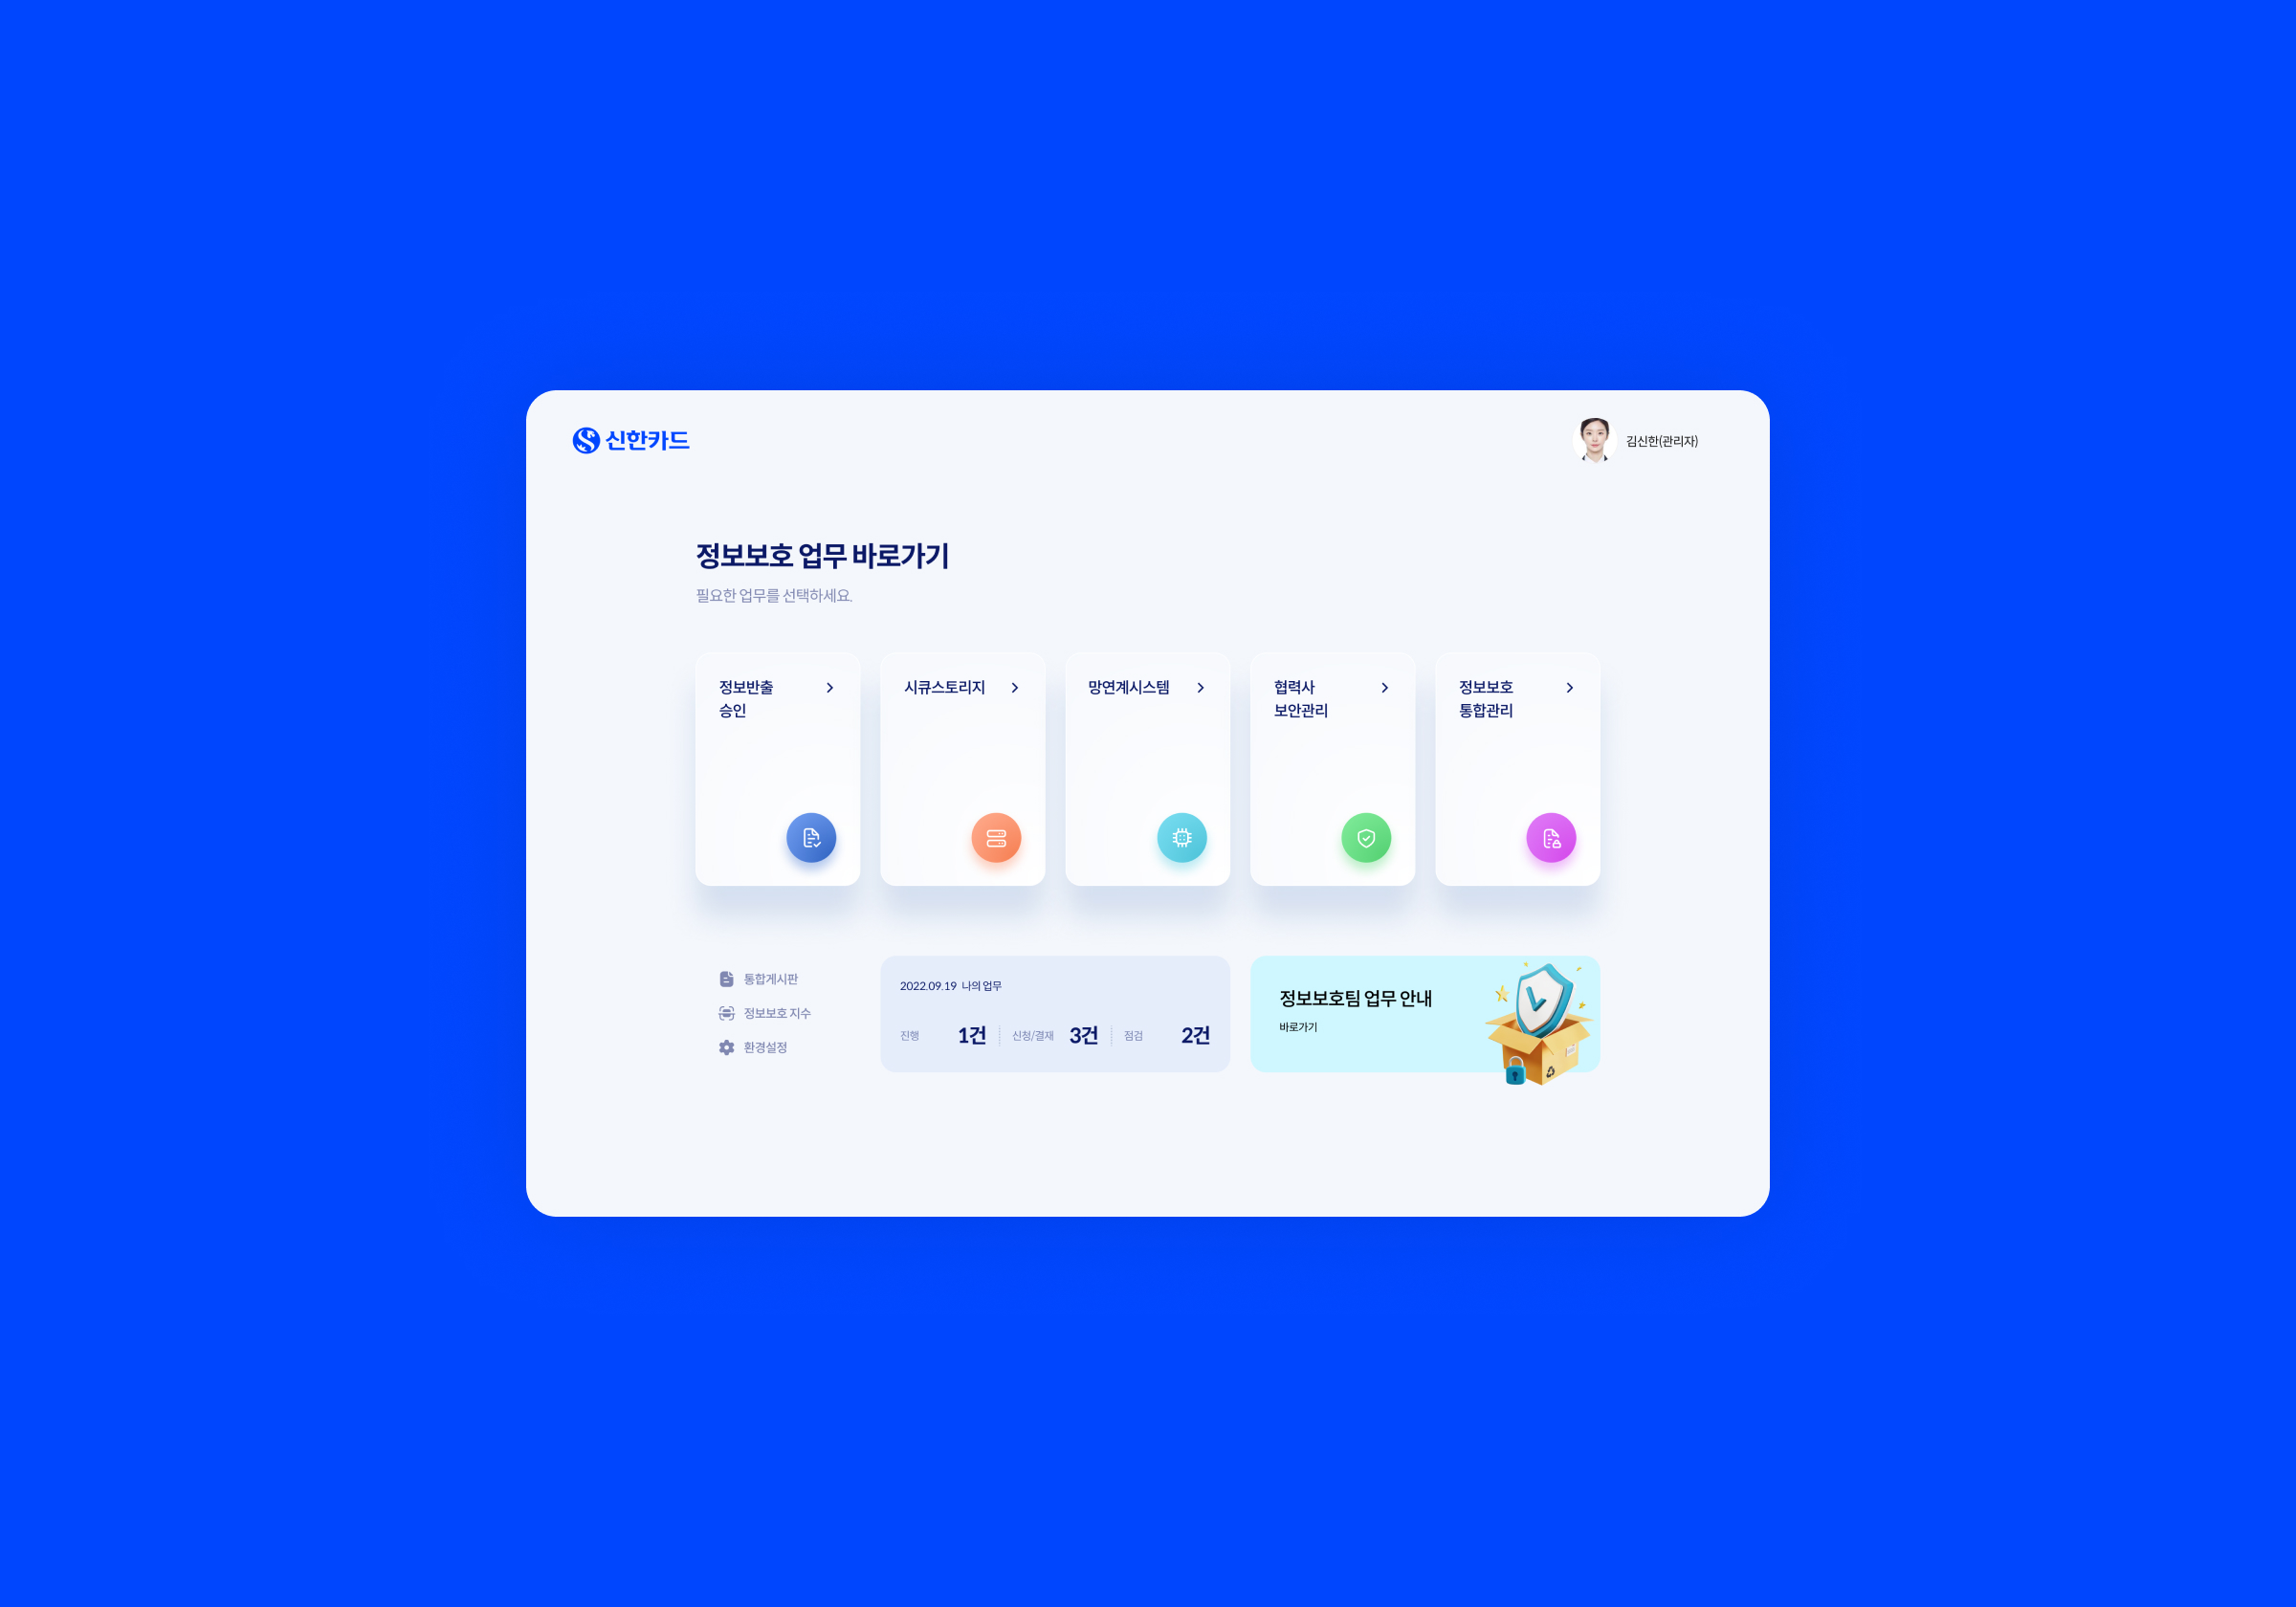 신한카드
김신한(관리자)
정보보호 업무 바로가기
필요한 업무를 선택하세요.
정보반출
승인
시큐스토리지
망연계시스템
협력사
보안관리
정보보호
통합관리
통합게시판
정보보호 지수
환경설정
2022.09.19 나의 업무
진행 1건 신청/결재 3건 점검 2건
정보보호팀 업무 안내
바로가기